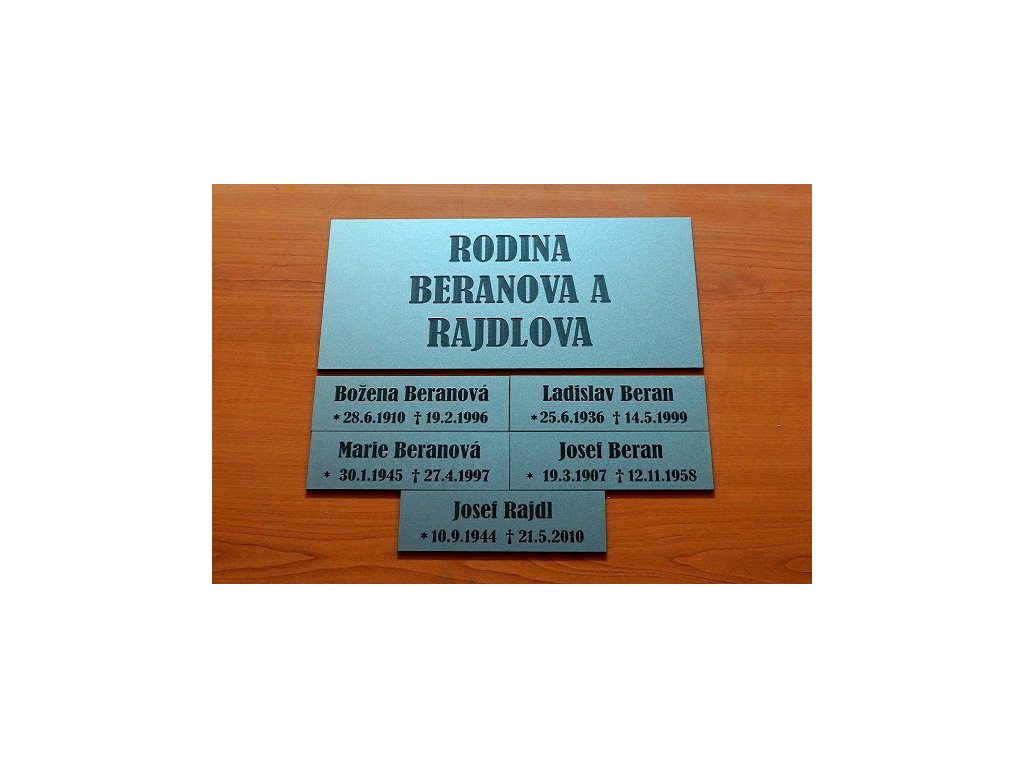 RODINA
BERANOVA A
RAJDLOVA
Božena Beranová
* 28.6.1910 † 19.2.1996
Ladislav Beran
* 25.6.1936 † 14.5.1999
Marie Beranová
* 30.1.1945 † 27.4.1997
Josef Beran
* 19.3.1907 † 12.11.1958
Josef Rajdl
* 10.9.1944 † 21.5.2010